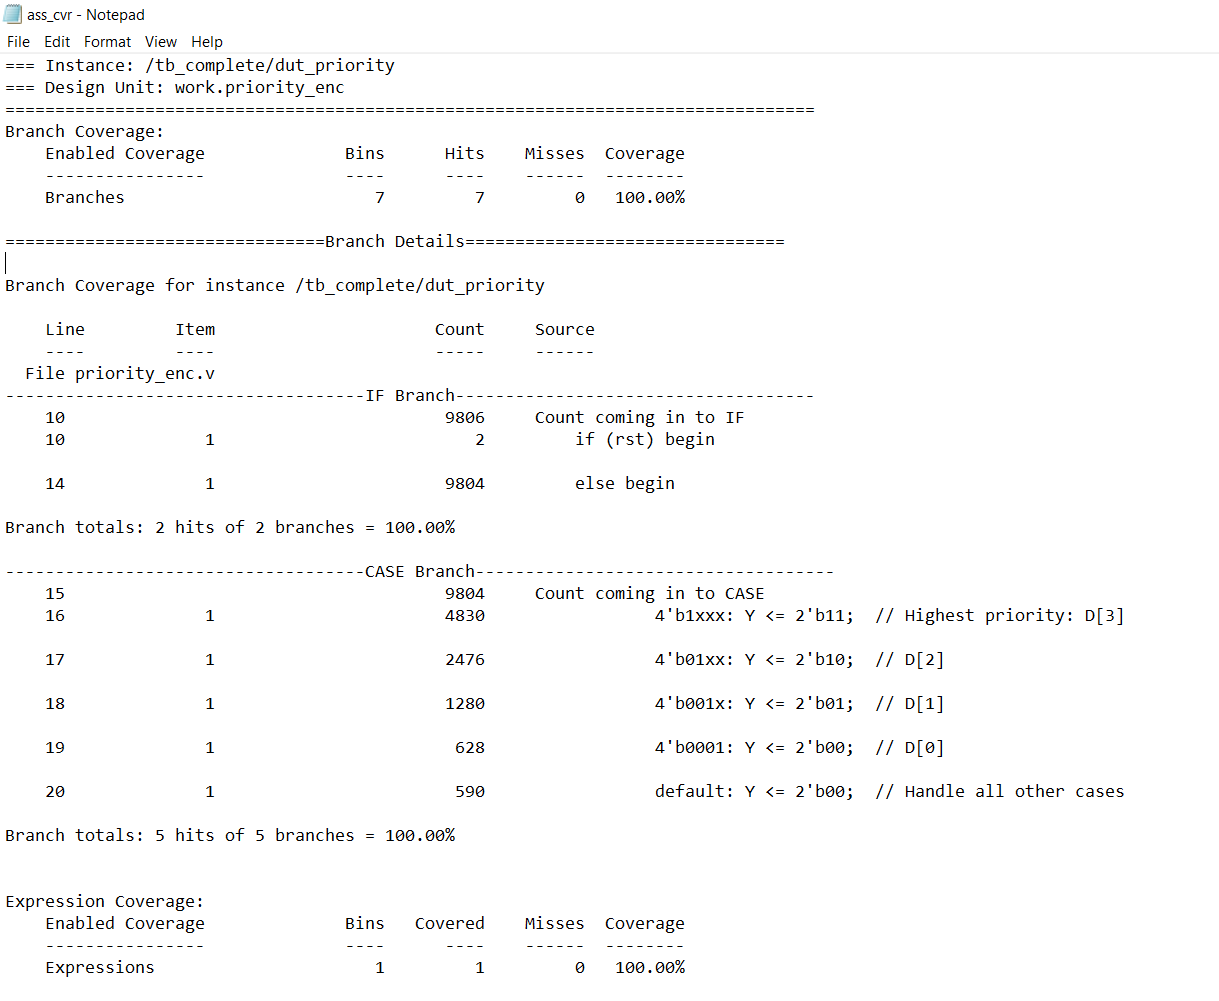 ass_cvr - Notepad
File Edit Format View Help
=== Instance: /tb_complete/dut_priority
=== Design Unit: work.priority_enc
=================================================================================
Branch Coverage:
    Enabled Coverage              Bins      Hits    Misses  Coverage
    ----------------              ----      ----    ------  --------
    Branches                         7         7         0   100.00%

================================Branch Details================================

Branch Coverage for instance /tb_complete/dut_priority

    Line         Item                      Count     Source
    ----         ----                      -----     ------
  File priority_enc.v
------------------------------------IF Branch------------------------------------
    10                                      9806     Count coming in to IF
    10              1                          2         if (rst) begin

    14              1                       9804         else begin

Branch totals: 2 hits of 2 branches = 100.00%

------------------------------------CASE Branch------------------------------------
    15                                      9804     Count coming in to CASE
    16              1                       4830                 4'b1xxx: Y <= 2'b11;  // Highest priority: D[3]

    17              1                       2476                 4'b01xx: Y <= 2'b10;  // D[2]

    18              1                       1280                 4'b001x: Y <= 2'b01;  // D[1]

    19              1                        628                 4'b0001: Y <= 2'b00;  // D[0]

    20              1                        590                 default: Y <= 2'b00;  // Handle all other cases

Branch totals: 5 hits of 5 branches = 100.00%


Expression Coverage:
    Enabled Coverage              Bins   Covered    Misses  Coverage
    ----------------              ----      ----    ------  --------
    Expressions                      1         1         0   100.00%